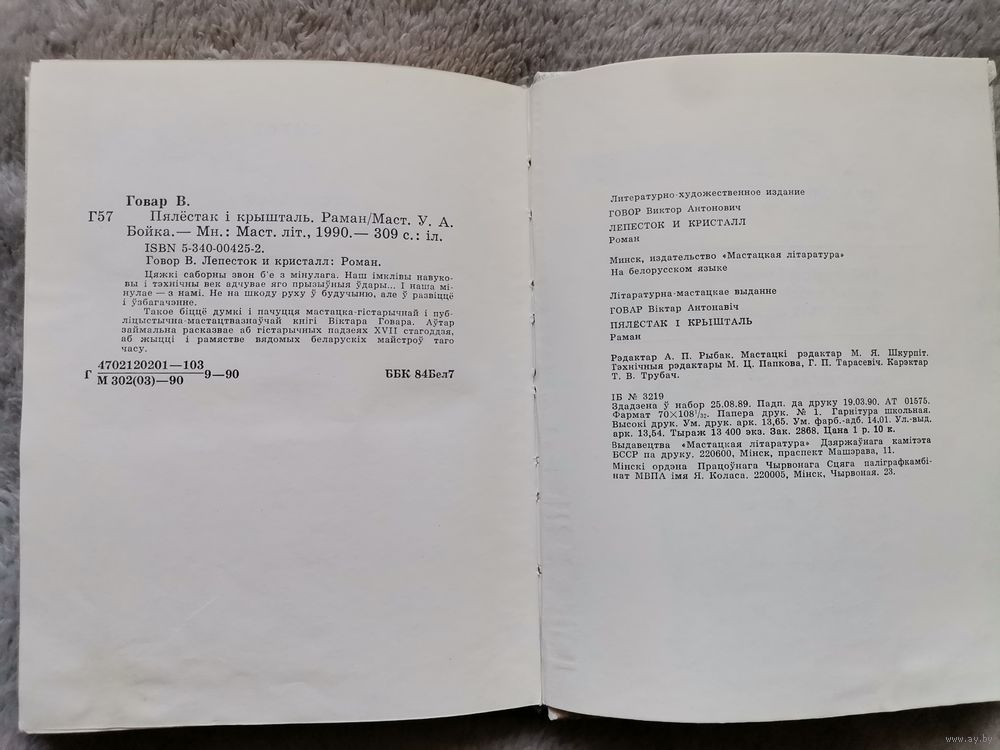 Говар В.
Г57 Пялёстак і крышталь. Раман/Маст. У. А.
Бойка.— Мн.: Маст. літ., 1990.— 309 с.: іл.
ISBN 5-340-00425-2.
Говор В. Лепесток и кристалл: Роман.
Цяжкі саборны звон б'е з мінулага. Наш імклівы навуко-
вы і тэхнічны век адчувае яго прызыўныя ўдары... І наша мі-
нулае — з намі. Не на шкоду руху ў будучыню, але ў развіццё
і ўзбагачэнне.
Такое біццё думкі і пачуцця мастацка-гістарычнай і пуб-
ліцыстычна-мастацтвазнаўчай кнігі Віктара Говара. Аўтар
займальна расказвае аб гістарычных падзеях XVII стагоддзя,
аб жыцці і рамястве вядомых беларускіх майстроў таго
часу.
Г 4702120201—103
М 302(03)—90 9—90 ББК 84Бел7
Литературно-художественное издание
ГОВОР Виктор Антонович
ЛЕПЕСТОК И КРИСТАЛЛ
Роман
Минск, издательство «Мастацкая літаратура»
На белорусском языке
Літаратурна-мастацкае выданне
ГОВАР Віктар Антонавіч
ПЯЛЁСТАК І КРЫШТАЛЬ
Раман
Рэдактар А. П. Рыбак. Мастацкі рэдактар М. Я. Шкурпіт.
Тэхнічныя рэдактары М. Ц. Папкова, Г. П. Тарасевіч. Карэктар
Т. В. Трубач.
ІБ № 3219
Здадзена ў набор 25.08.89. Падп. да друку 19.03.90. АТ 01575.
Фармат 70×108¹/₃₂. Папера друк. № 1. Гарнітура школьная.
Высокі друк. Ум. друк. арк. 13,65. Ум. фарб.-адб. 14.01. Ул.-выд.
арк. 13,54. Тыраж 13 400 экз. Зак. 2868. Цана 1 р. 10 к.
Выдавецтва «Мастацкая літаратура» Дзяржаўнага камітэта
БССР па друку. 220600, Мінск, праспект Машэрава, 11.
Мінскі ордэна Працоўнага Чырвонага Сцяга паліграфкамбі-
нат МВПА імя Я. Коласа. 220005, Мінск, Чырвоная. 23.
www.ay.by